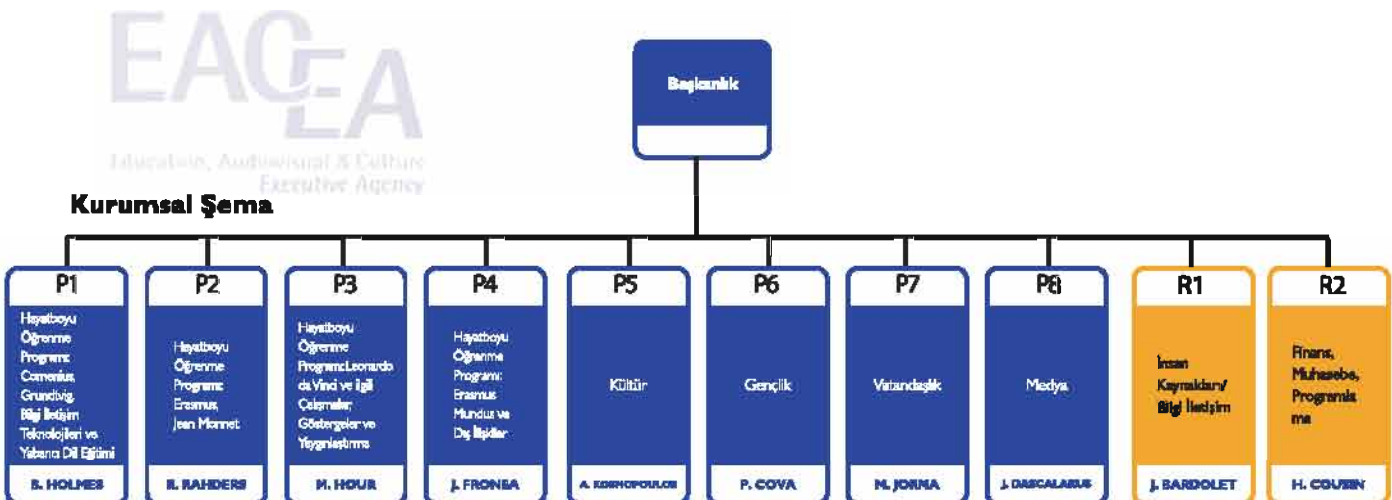 EACEA
Education, Audiovisual & Culture
Executive Agency
Başkanlık
Kurumsal Şema
P1
Hayatboyu
Öğrenme
Programı:
Comenius,
Grundtvig,
Bilgi İletişim
Teknolojileri ve
Yabancı Dil Eğitimi
B. HOLMES
P2
Hayatboyu
Öğrenme
Programı:
Erasmus,
Jean Monnet
R. RAHDERS
P3
Hayatboyu
Öğrenme
Programı:Leonardo
da Vinci ve ilgili
Çalışmalar,
Göstergeler ve
Yaygınlaştırma
M. HOUR
P4
Hayatboyu
Öğrenme
Programı:
Erasmus
Mundus ve
Dış İlişkiler
J. FRONIA
P5
Kültür
A. KOSMOPOULOS
P6
Gençlik
P. COVA
P7
Vatandaşlık
M. JORMA
P8
Medya
R1
İnsan
Kaynakları/
Bilgi İletişim
J. BARDOLET
R2
Finans,
Muhasebe,
Programla
ma
H. COUSIN